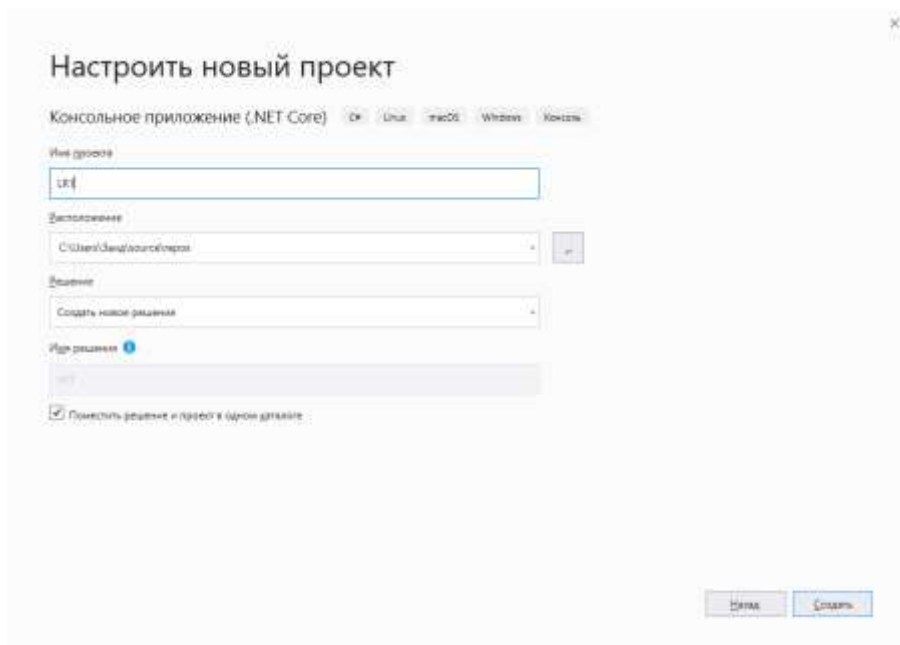 Настроить новый проект
Консольное приложение (.NET Core) C# Linux macOS Windows Консоль
Имя проекта
Расположение
...
Решение
Создать новое решение
Имя решения
Поместить решение и проект в одном каталоге
Назад Создать